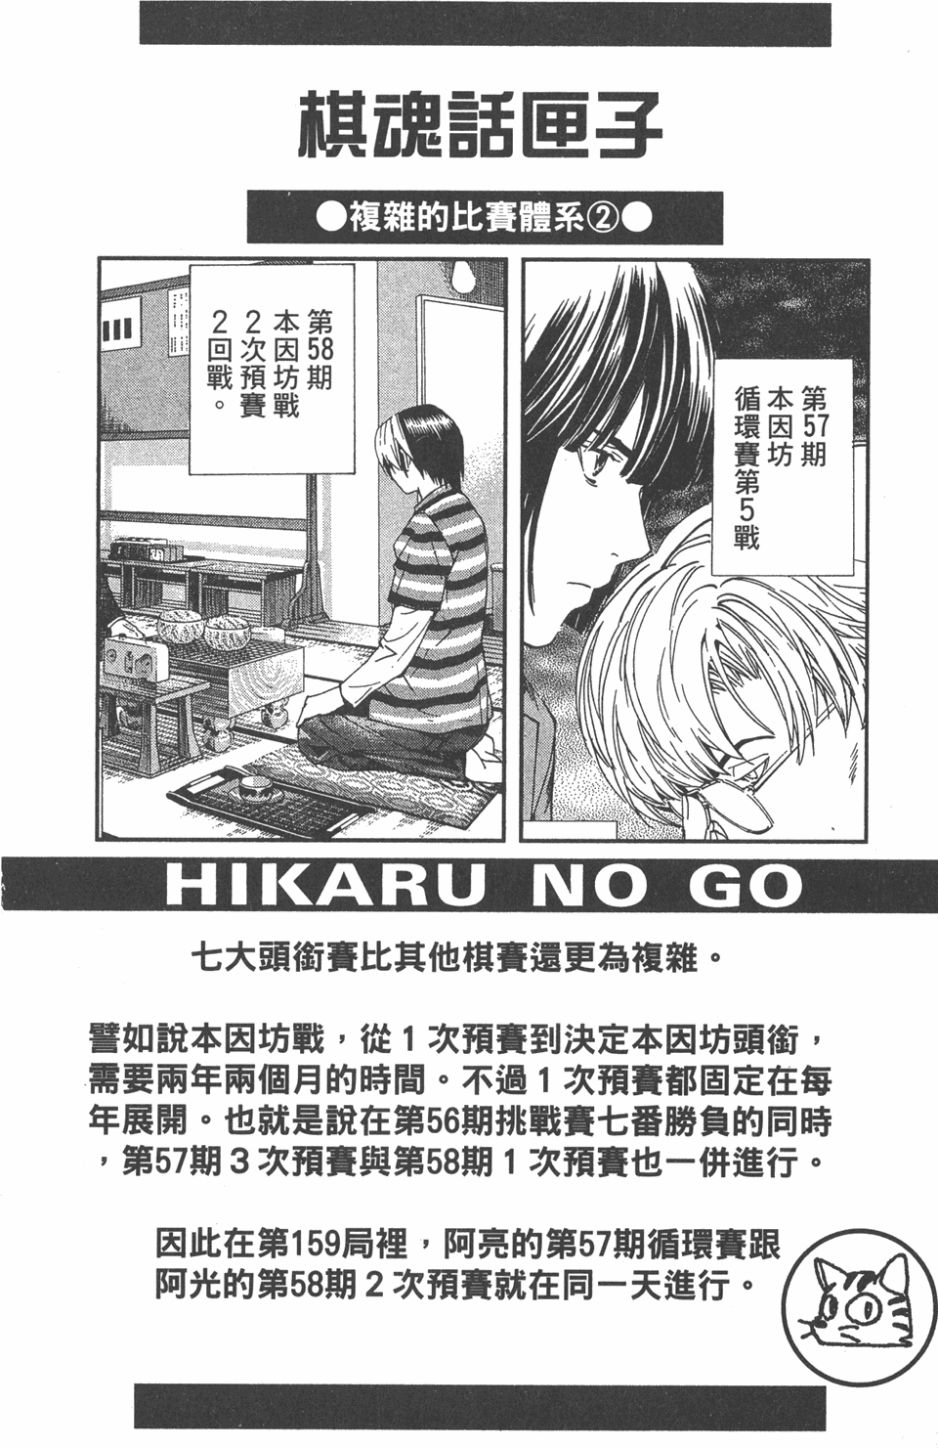 棋魂話匣子
●複雜的比賽體系②●
第57期
本因坊
循環賽第5戰
第58期
本因坊戰
2次預賽
2回戰。
HIKARU NO GO
七大頭銜賽比其他棋賽還更為複雜。
譬如說本因坊戰，從1次預賽到決定本因坊頭銜，
需要兩年兩個月的時間。不過1次預賽都固定在每
年展開。也就是說在第56期挑戰賽七番勝負的同時
，第57期3次預賽與第58期1次預賽也一併進行。
因此在第159局裡，阿亮的第57期循環賽跟
阿光的第58期2次預賽就在同一天進行。